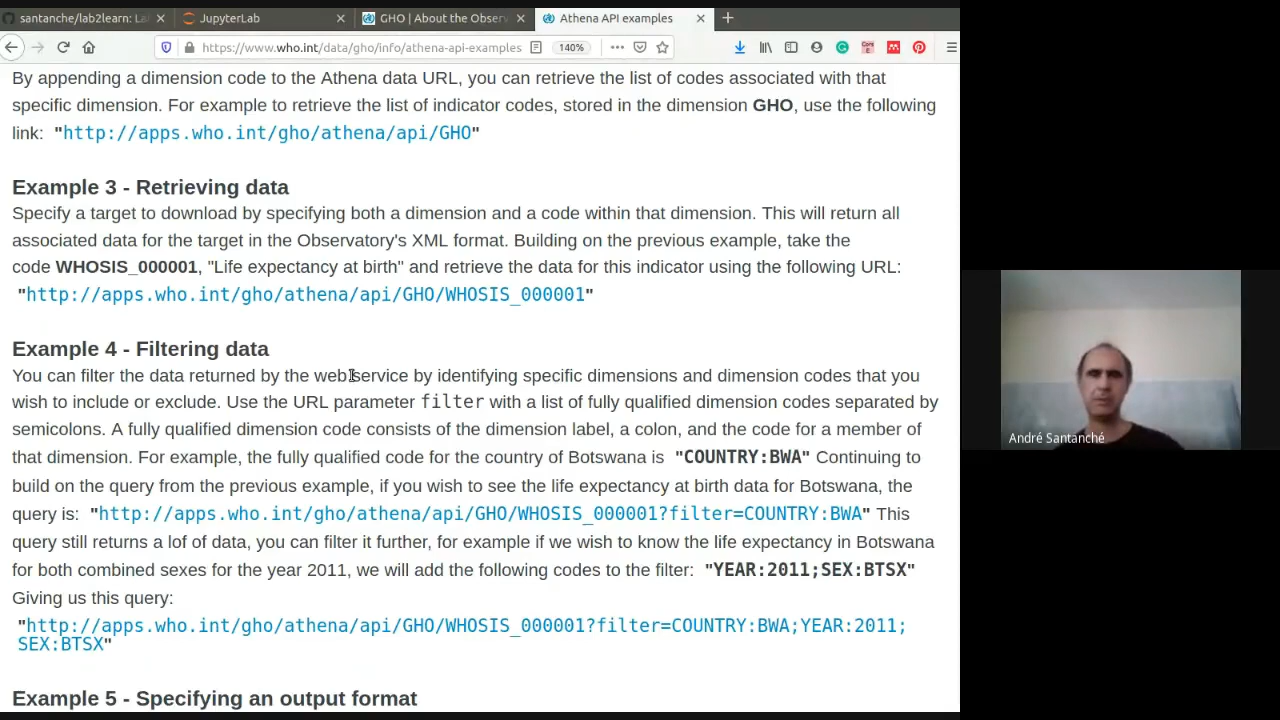 santanche/lab2learn: La
JupyterLab
GHO | About the Observ
Athena API examples
https://www.who.int/data/gho/info/athena-api-examples
140%
By appending a dimension code to the Athena data URL, you can retrieve the list of codes associated with that
specific dimension. For example to retrieve the list of indicator codes, stored in the dimension GHO, use the following
link: "http://apps.who.int/gho/athena/api/GHO"
Example 3 - Retrieving data
Specify a target to download by specifying both a dimension and a code within that dimension. This will return all
associated data for the target in the Observatory's XML format. Building on the previous example, take the
code WHOSIS_000001, "Life expectancy at birth" and retrieve the data for this indicator using the following URL:
"http://apps.who.int/gho/athena/api/GHO/WHOSIS_000001"
Example 4 - Filtering data
You can filter the data returned by the web service by identifying specific dimensions and dimension codes that you
wish to include or exclude. Use the URL parameter filter with a list of fully qualified dimension codes separated by
semicolons. A fully qualified dimension code consists of the dimension label, a colon, and the code for a member of
that dimension. For example, the fully qualified code for the country of Botswana is "COUNTRY:BWA" Continuing to
build on the query from the previous example, if you wish to see the life expectancy at birth data for Botswana, the
query is: "http://apps.who.int/gho/athena/api/GHO/WHOSIS_000001?filter=COUNTRY:BWA" This
query still returns a lof of data, you can filter it further, for example if we wish to know the life expectancy in Botswana
for both combined sexes for the year 2011, we will add the following codes to the filter: "YEAR:2011;SEX:BTSX"
Giving us this query:
"http://apps.who.int/gho/athena/api/GHO/WHOSIS_000001?filter=COUNTRY:BWA;YEAR:2011;
SEX:BTSX"
Example 5 - Specifying an output format
André Santanchè